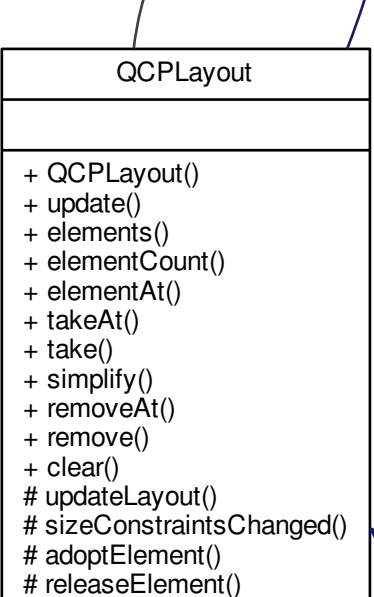 QCPLayout
+ QCPLayout()
+ update()
+ elements()
+ elementCount()
+ elementAt()
+ takeAt()
+ take()
+ simplify()
+ removeAt()
+ remove()
+ clear()
# updateLayout()
# sizeConstraintsChanged()
# adoptElement()
# releaseElement()